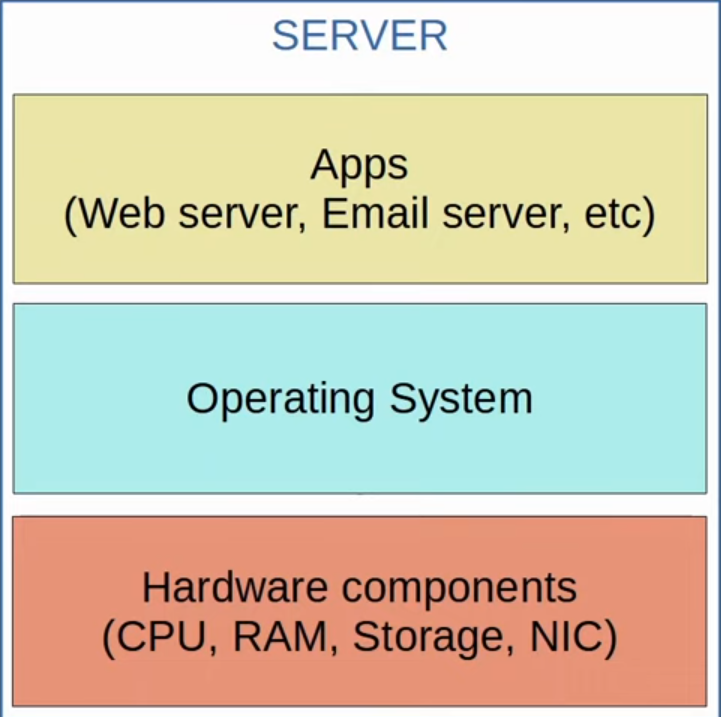 SERVER
Apps
(Web server, Email server, etc)
Operating System
Hardware components
(CPU, RAM, Storage, NIC)